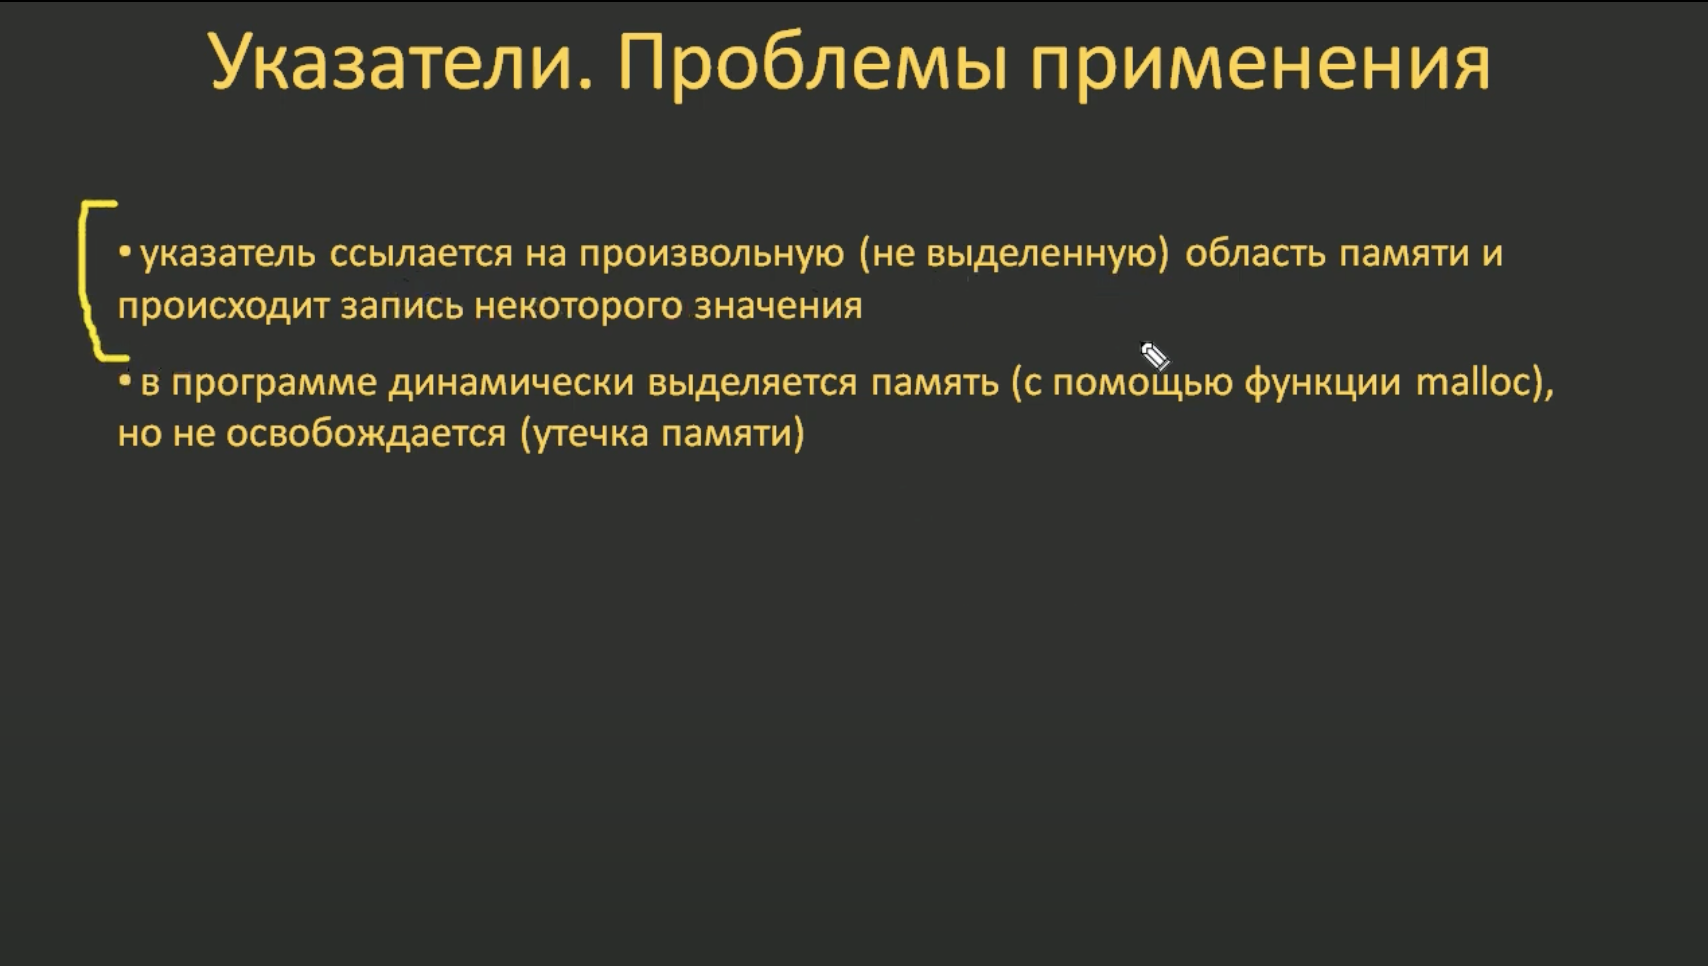 Указатели. Проблемы применения
• указатель ссылается на произвольную (не выделенную) область памяти и
происходит запись некоторого значения
• в программе динамически выделяется память (с помощью функции malloc),
но не освобождается (утечка памяти)